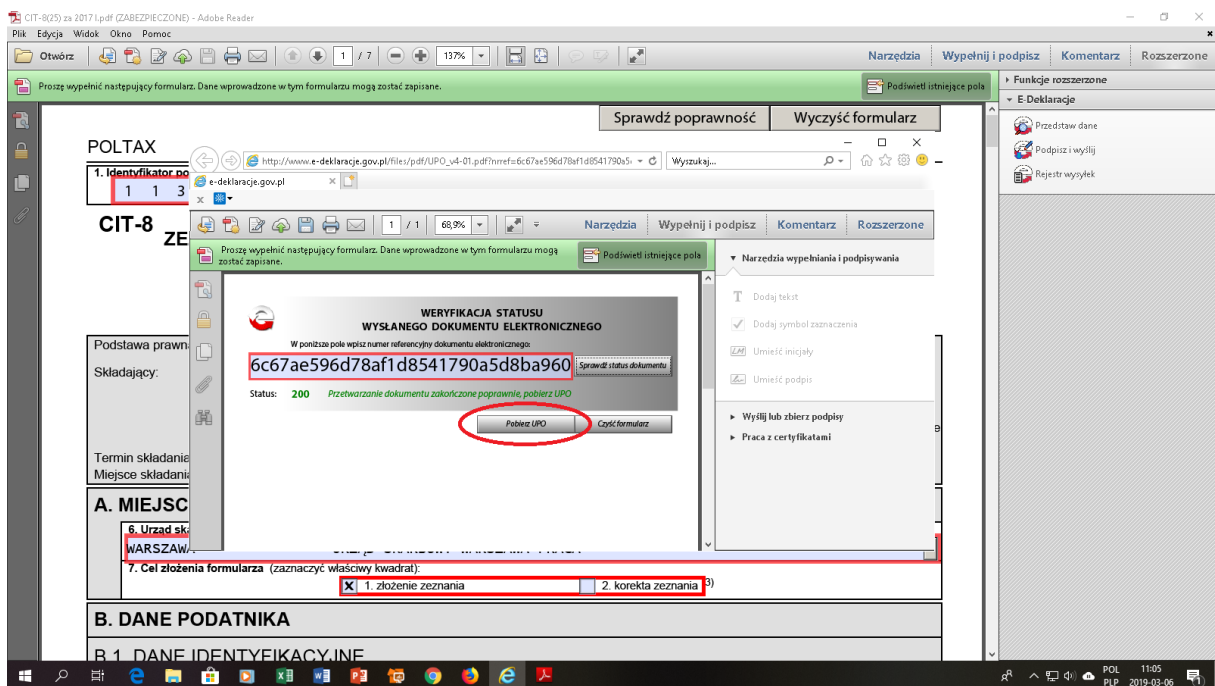 CIT-8(25) za 2017 l.pdf (ZABEZPIECZONE) - Adobe Reader
Plik Edycja Widok Okno Pomoc
Otwórz 1 / 7 137% Narzędzia Wypełnij i podpisz Komentarz Rozszerzone
Proszę wypełnić następujący formularz. Dane wprowadzone w tym formularzu mogą zostać zapisane. Podświetl istniejące pola
Funkcje rozszerzone
E-Deklaracje
Przedstaw dane
Podpisz i wyślij
Rejestr wysyłek
Sprawdź poprawność Wyczyść formularz
POLTAX
1. Identyfikator po
1 1 3
CIT-8
ZE
http://www.e-deklaracje.gov.pl/files/pdf/UPO_v4-01.pdf?nrref=6c67ae596d78af1d8541790a5 Wyszukaj...
e-deklaracje.gov.pl
1 / 1 68,9% Narzędzia Wypełnij i podpisz Komentarz Rozszerzone
Proszę wypełnić następujący formularz. Dane wprowadzone w tym formularzu mogą
zostać zapisane.
Podświetl istniejące pola
WERYFIKACJA STATUSU
WYSŁANEGO DOKUMENTU ELEKTRONICZNEGO
W poniższe pole wpisz numer referencyjny dokumentu elektronicznego:
6c67ae596d78af1d8541790a5d8ba960 Sprawdź status dokumentu
Status: 200 Przetwarzanie dokumentu zakończone poprawnie, pobierz UPO
Pobierz UPO Czyść formularz
Narzędzia wypełniania i podpisywania
Dodaj tekst
Dodaj symbol zaznaczenia
Umieść inicjały
Umieść podpis
Wyślij lub zbierz podpisy
Praca z certyfikatami
Podstawa prawn
Składający:
Termin składania
Miejsce składani
A. MIEJSC
6. Urząd sk
WARSZAWA
7. Cel złożenia formularza (zaznaczyć właściwy kwadrat):
1. złożenie zeznania 2. korekta zeznania 3)
B. DANE PODATNIKA
B.1. DANE IDENTYFIKACYJNE
POL 11:05
PLP 2019-03-06